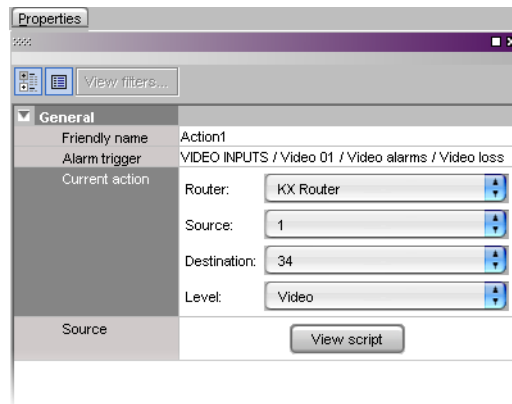 Properties
View filters...
General
Friendly name Action1
Alarm trigger VIDEO INPUTS / Video 01 / Video alarms / Video loss
Current action
Router: KX Router
Source: 1
Destination: 34
Level: Video
Source View script